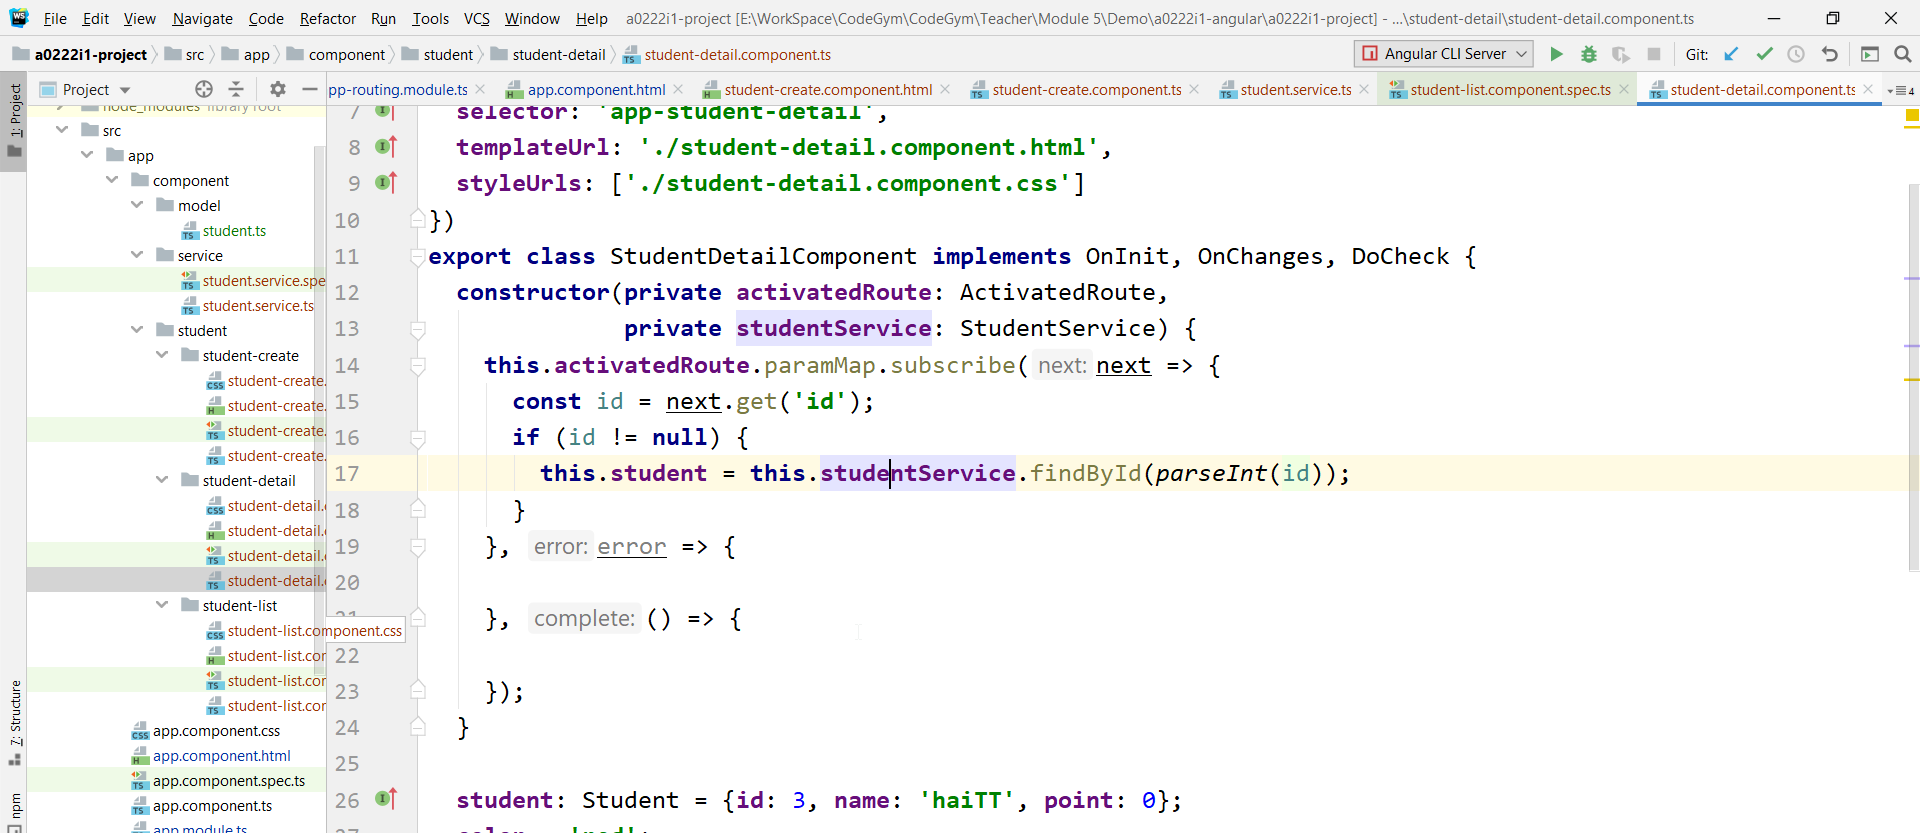 File Edit View Navigate Code Refactor Run Tools VCS Window Help a0222i1-project [E:\WorkSpace\CodeGym\CodeGym\Teacher\Module 5\Demo\a0222i1-angular\a0222i1-project] - ...\student-detail\student-detail.component.ts
a0222i1-project src app component student student-detail student-detail.component.ts Angular CLI Server Git:
Project pp-routing.module.ts app.component.html student-create.component.html student-create.component.ts student.service.ts student-list.component.spec.ts student-detail.component.ts 4
1: Project
7: Structure
npm
node_modules library root
src
app
component
model
student.ts
service
student.service.spe
student.service.ts
student
student-create
student-create.
student-create.
student-create.
student-create.
student-detail
student-detail.
student-detail.
student-detail.
student-detail.
student-list
student-list.component.css
student-list.cor
student-list.cor
student-list.cor
app.component.css
app.component.html
app.component.spec.ts
app.component.ts
app.module.ts
7 selector: 'app-student-detail',
8 templateUrl: './student-detail.component.html',
9 styleUrls: ['./student-detail.component.css']
10 })
11 export class StudentDetailComponent implements OnInit, OnChanges, DoCheck {
12 constructor(private activatedRoute: ActivatedRoute,
13 private studentService: StudentService) {
14 this.activatedRoute.paramMap.subscribe( next: next => {
15 const id = next.get('id');
16 if (id != null) {
17 this.student = this.studentService.findById(parseInt(id));
18 }
19 }, error: error => {
20
21 }, complete: () => {
22
23 });
24 }
25
26 student: Student = {id: 3, name: 'haiTT', point: 0};